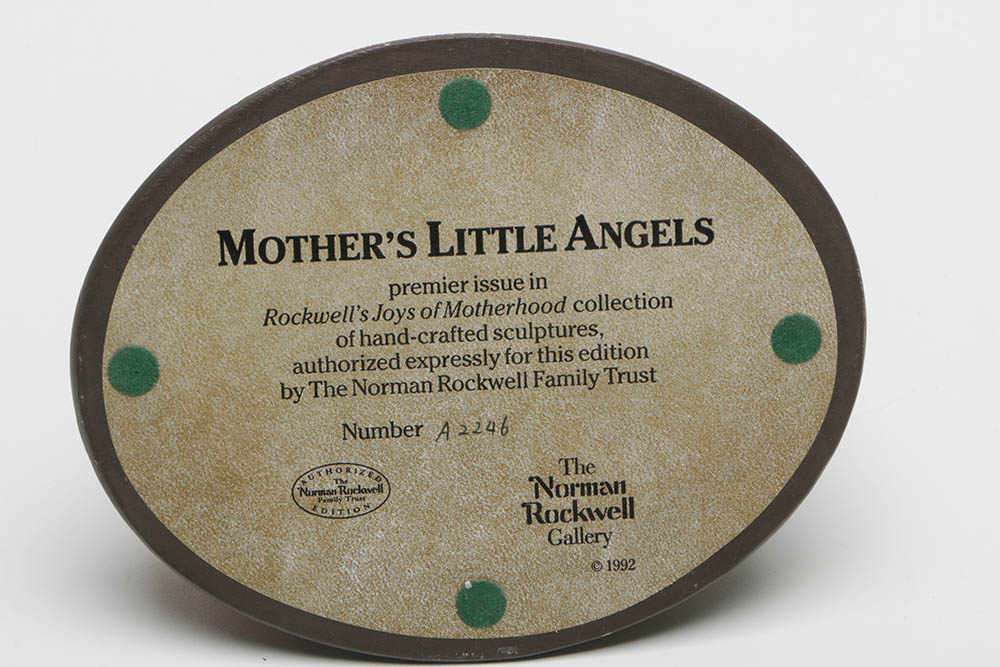 MOTHER'S LITTLE ANGELS
premier issue in
Rockwell's Joys of Motherhood collection
of hand-crafted sculptures,
authorized expressly for this edition
by The Norman Rockwell Family Trust
Number A2246
AUTHORIZED
The
Norman Rockwell
Family Trust
EDITION
The
Norman
Rockwell
Gallery
© 1992